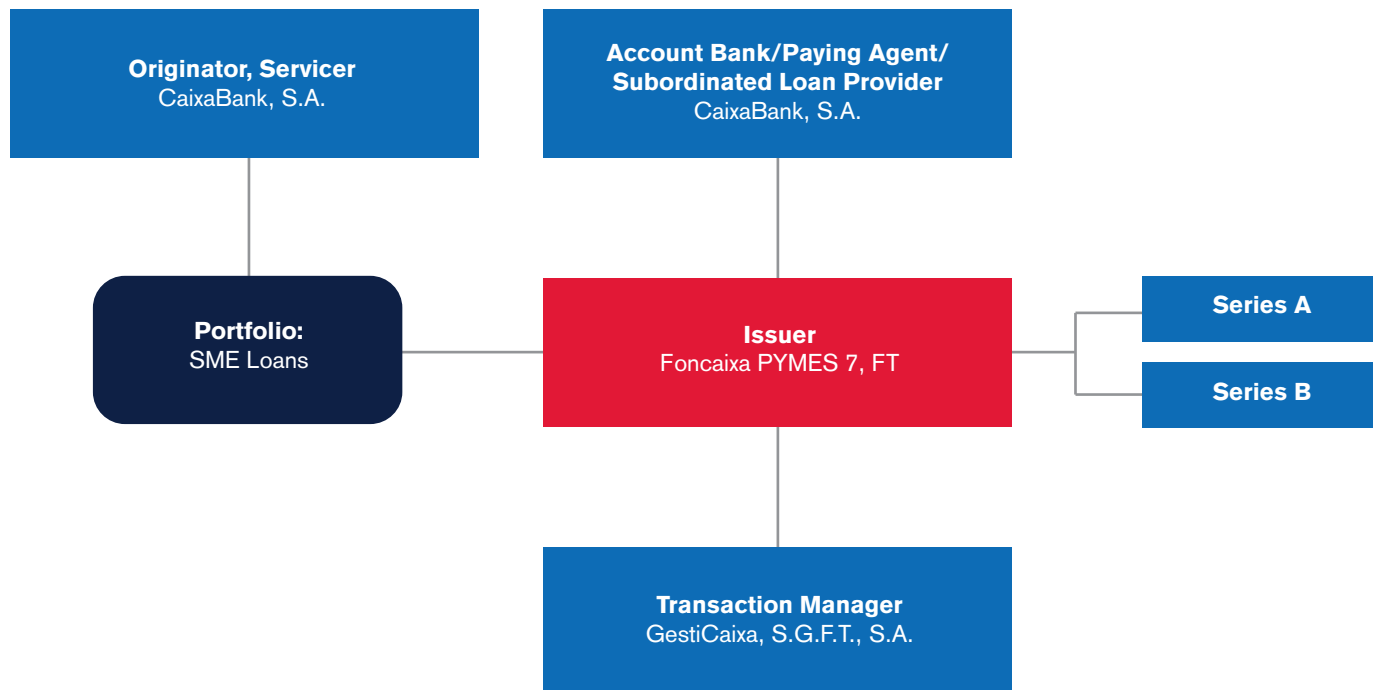 Originator, Servicer
CaixaBank, S.A.
Account Bank/Paying Agent/
Subordinated Loan Provider
CaixaBank, S.A.
Portfolio:
SME Loans
Issuer
Foncaixa PYMES 7, FT
Series A
Series B
Transaction Manager
GestiCaixa, S.G.F.T., S.A.